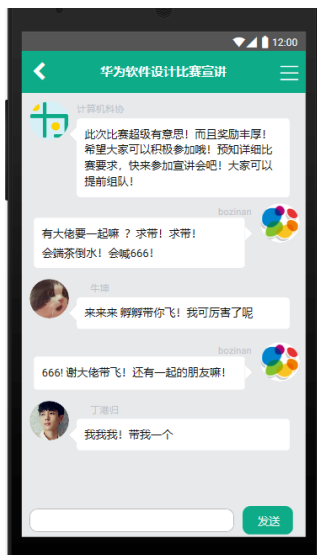 12:00
华为软件设计比赛宣讲
计算机科协
此次比赛超级有意思！而且奖励丰厚！
希望大家可以积极参加哦！预知详细比
赛要求，快来参加宣讲会吧！大家可以
提前组队！
bozinan
有大佬要一起嘛 ？求带！求带！
会端茶倒水！会喊666！
来来来 孵孵带你飞！我可厉害了呢
bozinan
666! 谢大佬带飞！还有一起的朋友嘛！
丁港归
我我我！带我一个
发送